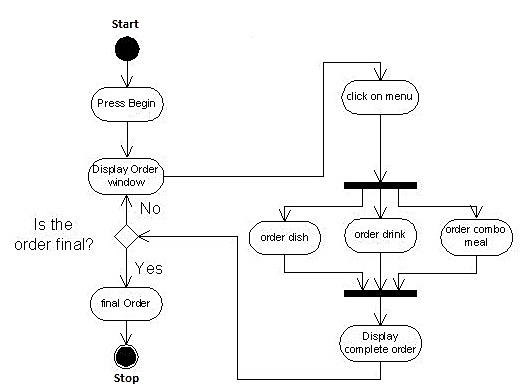 Start
Press Begin
Display Order
window
click on menu
No
Is the
order final?
Yes
order dish
order drink
order combo
meal
final Order
Display
complete order
Stop